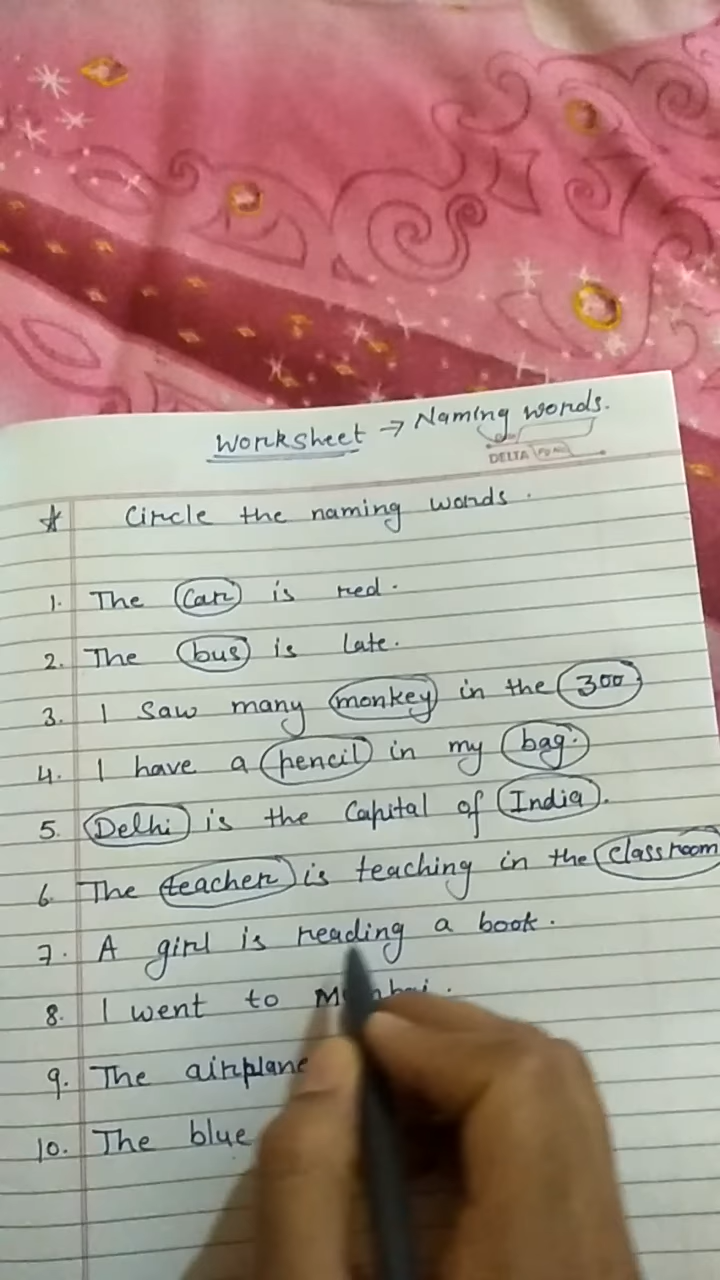 Worksheet → Naming words.
DELTA
☆ Circle the naming words.
1. The car is red.
2. The bus is late.
3. I saw many monkey in the zoo.
4. I have a pencil in my bag.
5. Delhi is the capital of India.
6. The teacher is teaching in the classroom
7. A girl is reading a book.
8. I went to
9. The airplane
10. The blue